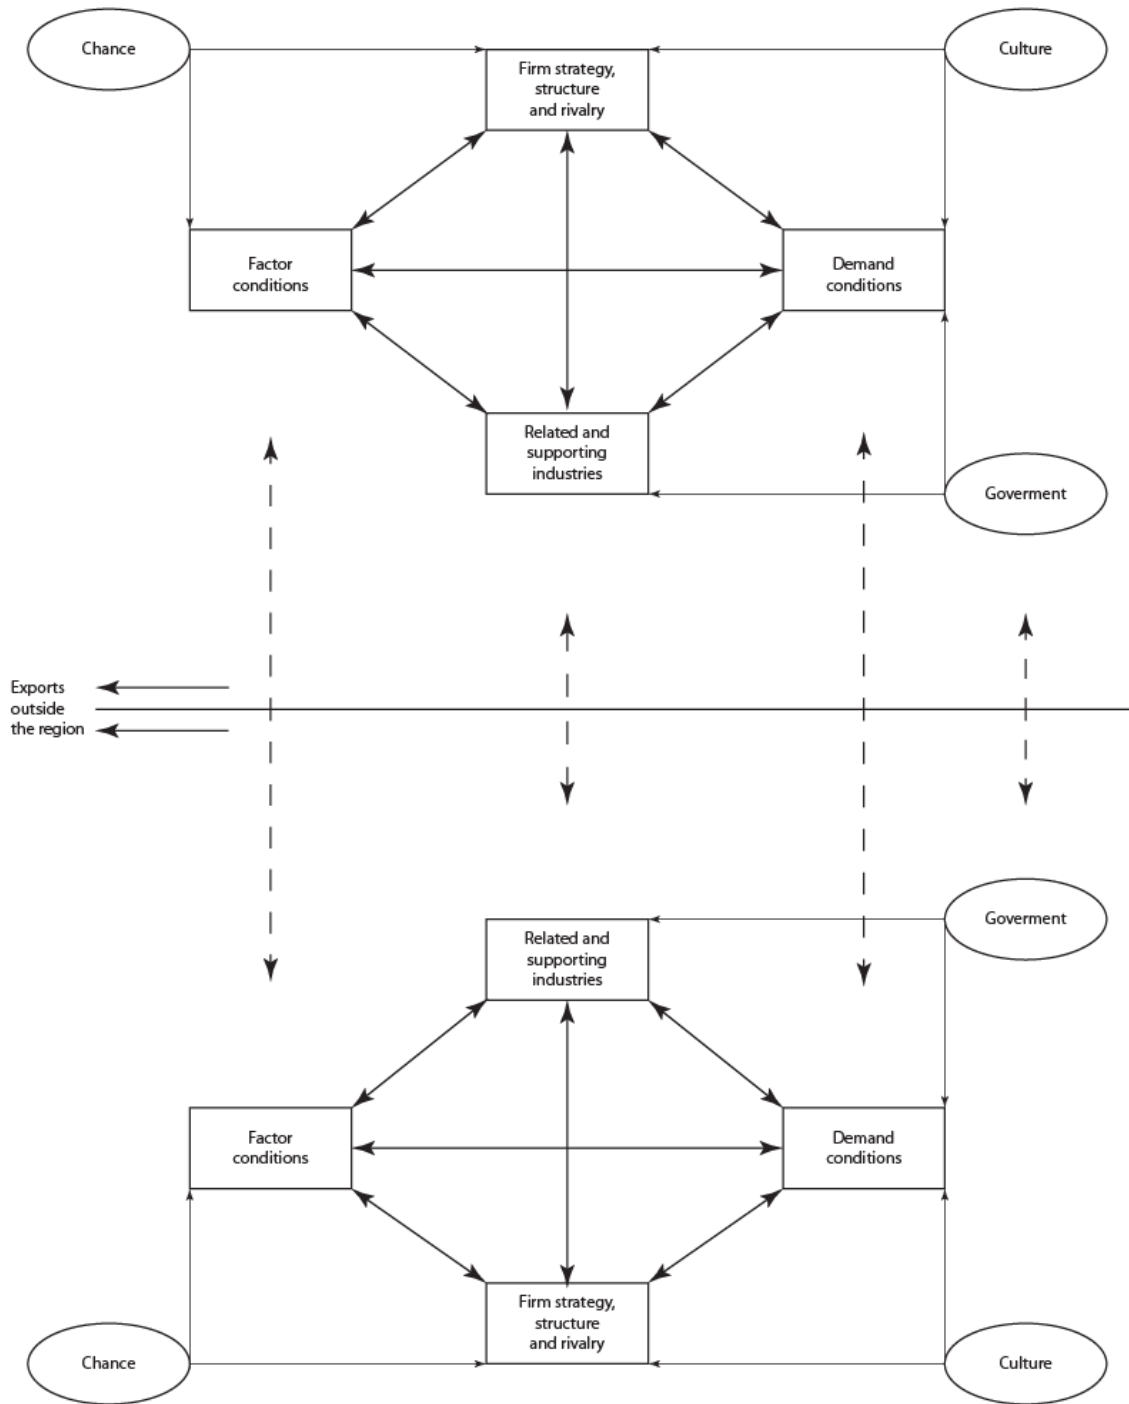 Chance
Culture
Firm strategy,
structure
and rivalry
Factor
conditions
Demand
conditions
Related and
supporting
industries
Goverment
Exports
outside
the region
Goverment
Related and
supporting
industries
Factor
conditions
Demand
conditions
Firm strategy,
structure
and rivalry
Chance
Culture